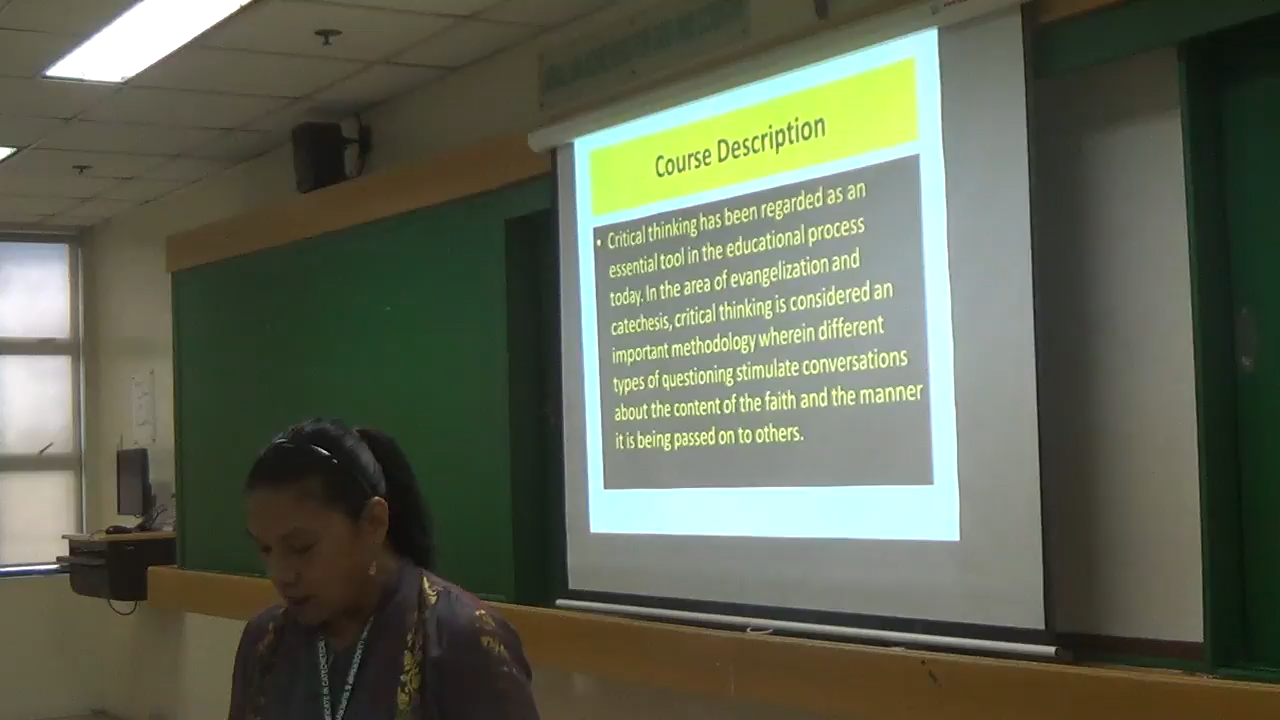 Course Description
• Critical thinking has been regarded as an
essential tool in the educational process
today. In the area of evangelization and
catechesis, critical thinking is considered an
important methodology wherein different
types of questioning stimulate conversations
about the content of the faith and the manner
it is being passed on to others.